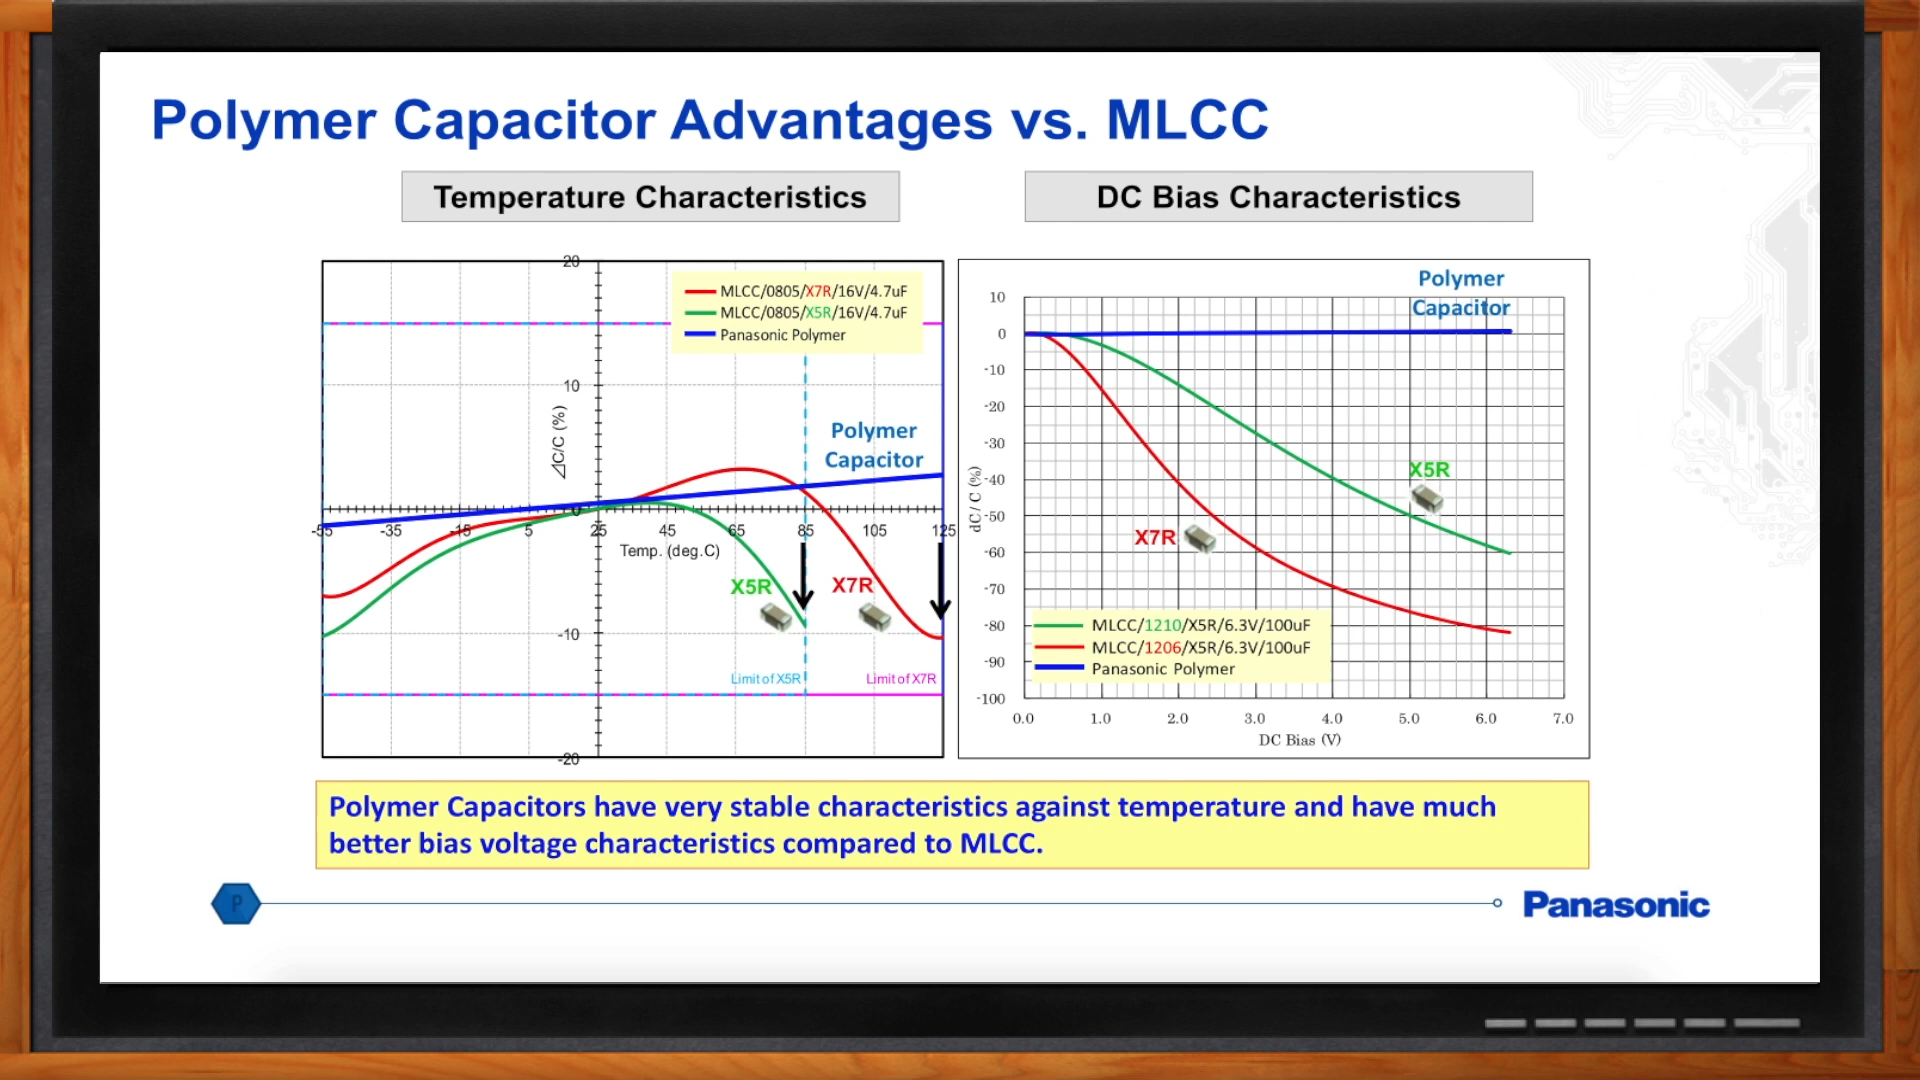 Polymer Capacitor Advantages vs. MLCC
Temperature Characteristics
20
MLCC/0805/X7R/16V/4.7uF
MLCC/0805/X5R/16V/4.7uF
Panasonic Polymer
10
⊿C/C (%)
Polymer
Capacitor
0
-55 -35 -15 5 25 45 65 85 105 125
Temp. (deg.C)
X5R
X7R
-10
Limit of X5R
Limit of X7R
-20
DC Bias Characteristics
Polymer
Capacitor
10
0
-10
-20
-30
-40
-50
-60
-70
-80
-90
-100
dC / C (%)
X5R
X7R
MLCC/1210/X5R/6.3V/100uF
MLCC/1206/X5R/6.3V/100uF
Panasonic Polymer
0.0 1.0 2.0 3.0 4.0 5.0 6.0 7.0
DC Bias (V)
Polymer Capacitors have very stable characteristics against temperature and have much
better bias voltage characteristics compared to MLCC.
P
Panasonic